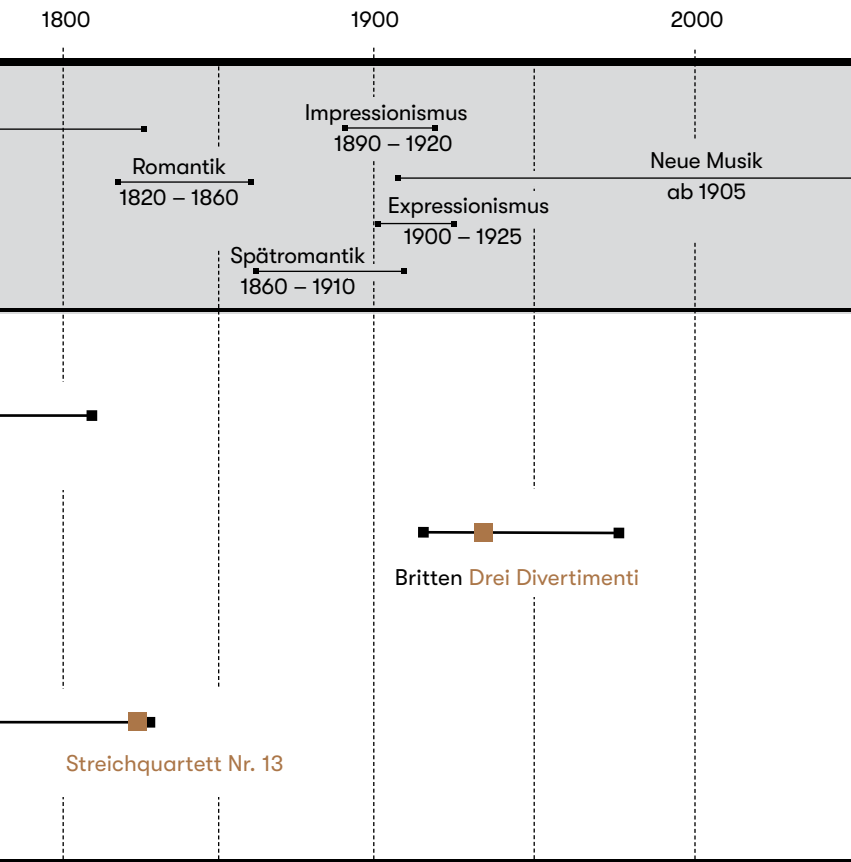 1800
1900
2000
Impressionismus
1890 – 1920
Romantik
1820 – 1860
Neue Musik
ab 1905
Expressionismus
1900 – 1925
Spätromantik
1860 – 1910
Britten Drei Divertimenti
Streichquartett Nr. 13